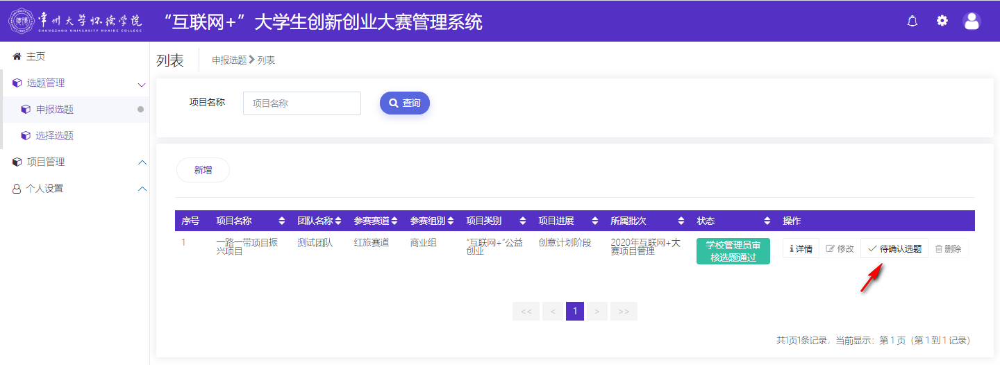 常州大学怀德学院
CHANGZHOU UNIVERSITY HUAIDE COLLEGE
“互联网+”大学生创新创业大赛管理系统
主页
选题管理
申报选题
选择选题
项目管理
个人设置
列表
申报选题 列表
项目名称 项目名称 查询
新增
序号 项目名称 团队名称 参赛赛道 参赛组别 项目类别 项目进展 所属批次 状态 操作
1 一路一带项目振 测试团队 红旅赛道 商业组 “互联网+”公益 创意计划阶段 2020年互联网+大 学校管理员审 详情 修改 待确认选题 删除
兴项目 创业 赛项目管理 核选题通过
<< < 1 > >>
共1页1条记录，当前显示：第 1 页（第 1 到 1 记录）